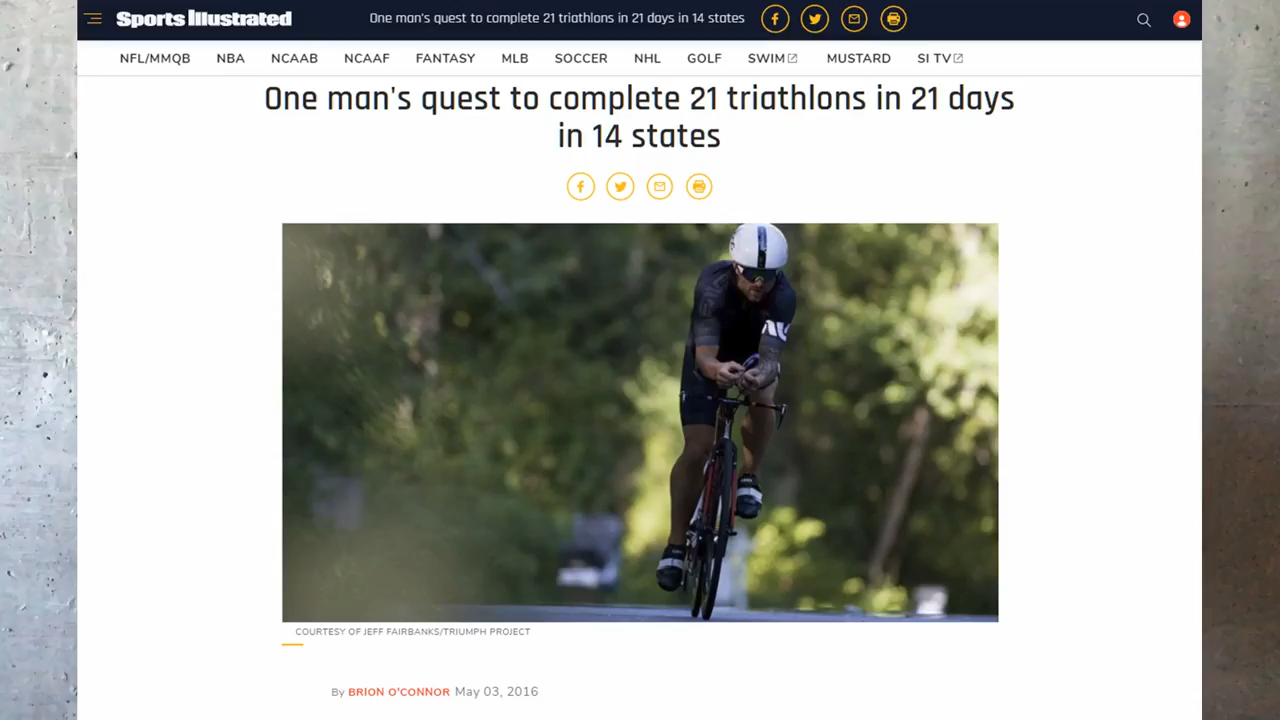 Sports Illustrated
One man's quest to complete 21 triathlons in 21 days in 14 states
NFL/MMQB NBA NCAAB NCAAF FANTASY MLB SOCCER NHL GOLF SWIM MUSTARD SI TV
One man's quest to complete 21 triathlons in 21 days
in 14 states
COURTESY OF JEFF FAIRBANKS/TRIUMPH PROJECT
By BRION O'CONNOR May 03, 2016